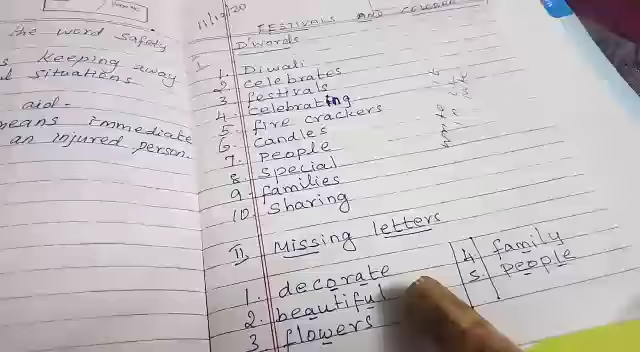 the word safety
keeping away
situations
aid -
means immediate
an injured person.
11/12/20
FESTIVALS AND
I D'words
1. Diwali
2. celebrates
3. festivals
4. celebrating
5. fire crackers
6. candles
7. people
8. special
9. families
10. sharing
II Missing letters
1. decorate
2. beautiful
3. flowers
4. family
5. people